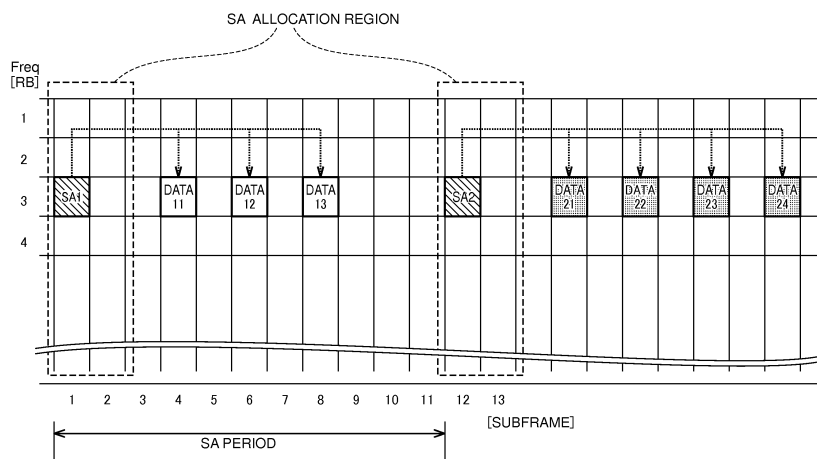 SA ALLOCATION REGION
Freq
[RB]
1
2
SA1
DATA
11
DATA
12
DATA
13
SA2
DATA
21
DATA
22
DATA
23
DATA
24
3
4
1 2 3 4 5 6 7 8 9 10 11 12 13
[SUBFRAME]
SA PERIOD